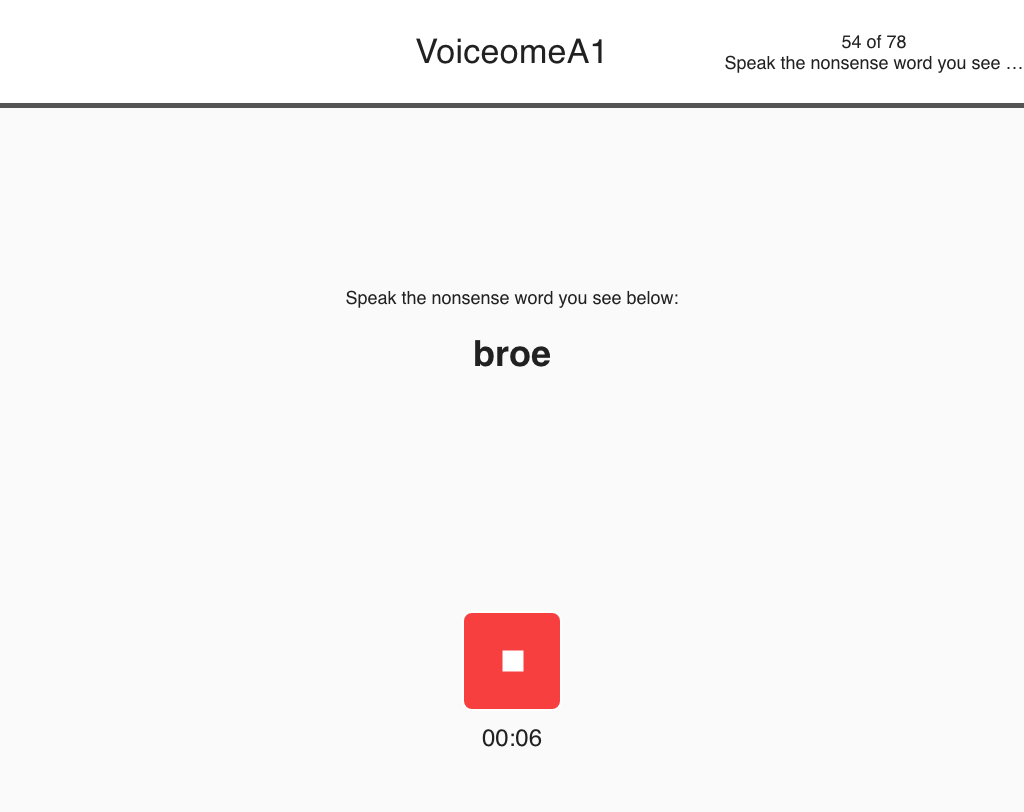 VoiceomeA1
54 of 78
Speak the nonsense word you see …
Speak the nonsense word you see below:
broe
00:06